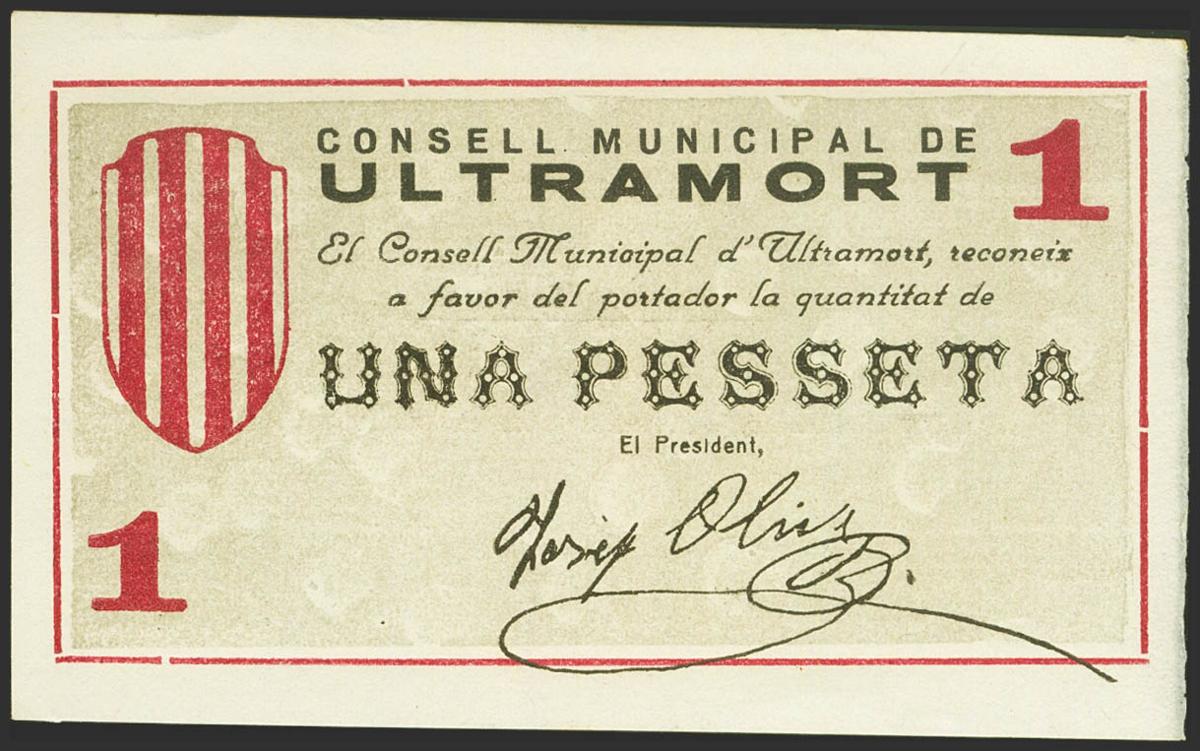 CONSELL MUNICIPAL DE
ULTRAMORT
1
El Consell Municipal d'Ultramort, reconeix
a favor del portador la quantitat de
UNA PESSETA
El President,
Josep
1